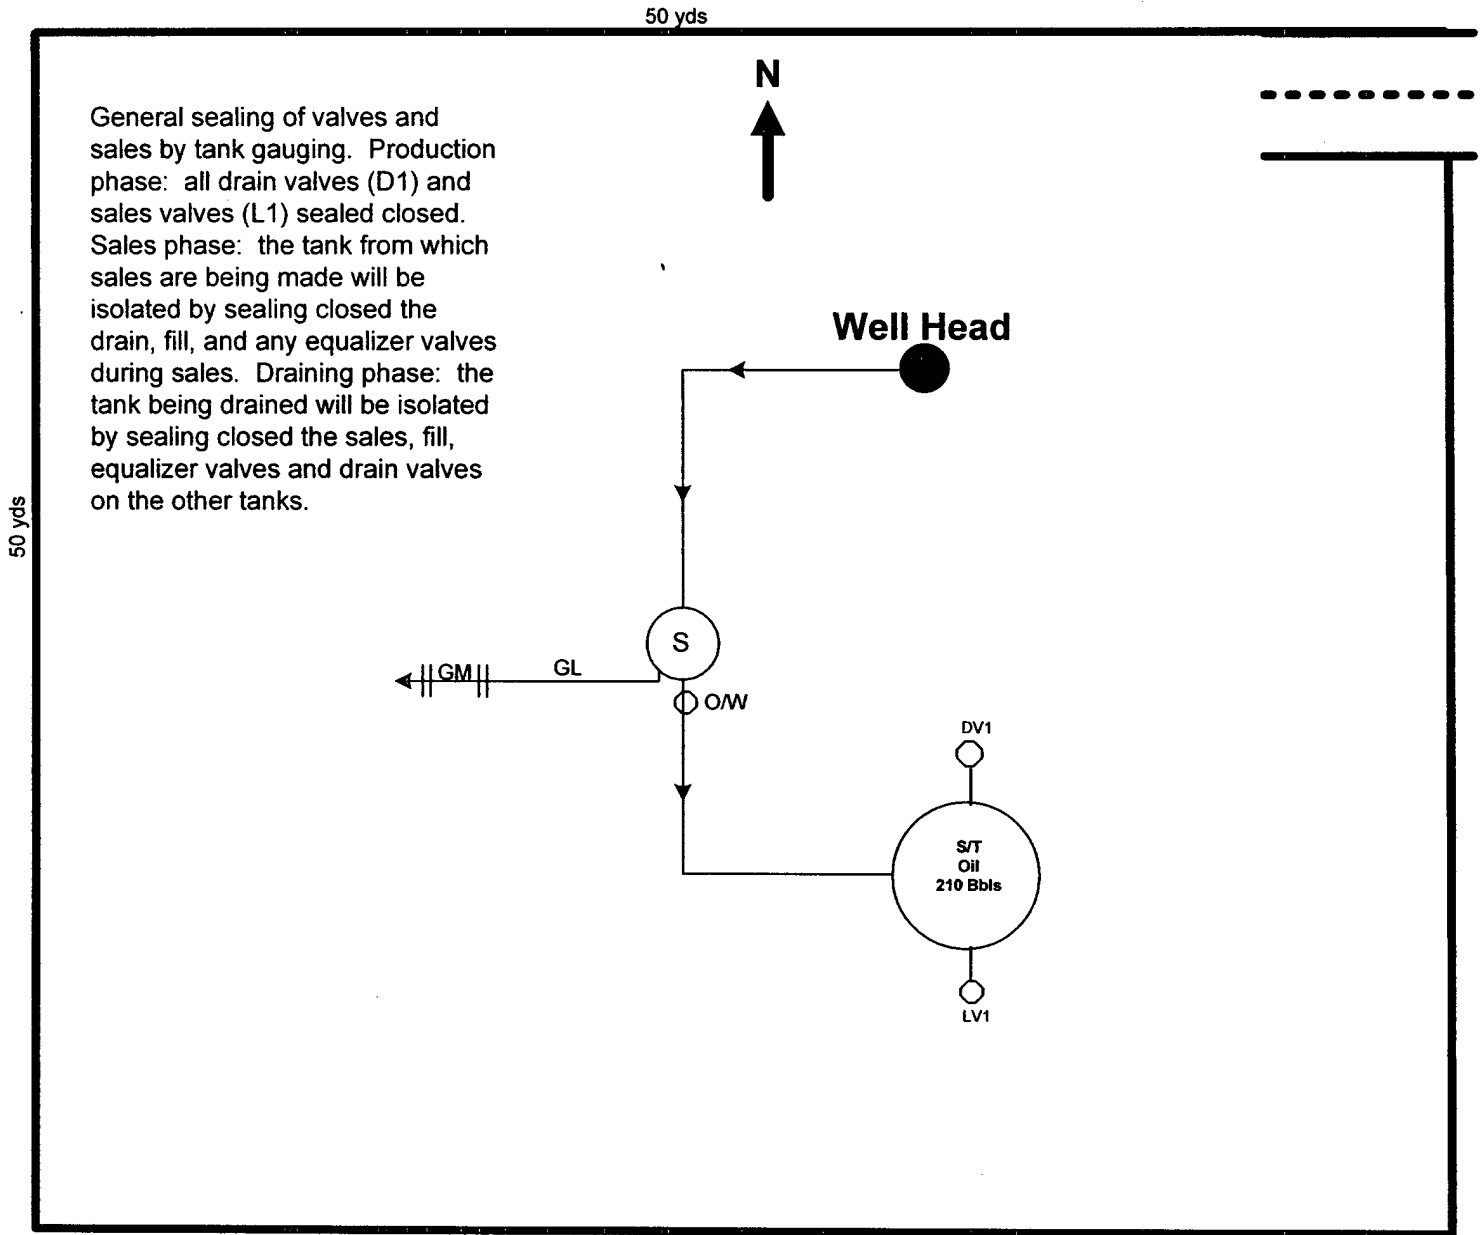 50 yds
N
General sealing of valves and
sales by tank gauging. Production
phase: all drain valves (D1) and
sales valves (L1) sealed closed.
Sales phase: the tank from which
sales are being made will be
isolated by sealing closed the
drain, fill, and any equalizer valves
during sales. Draining phase: the
tank being drained will be isolated
by sealing closed the sales, fill,
equalizer valves and drain valves
on the other tanks.
Well Head
50 yds
S
GM
GL
O/W
DV1
S/T
Oil
210 Bbls
LV1